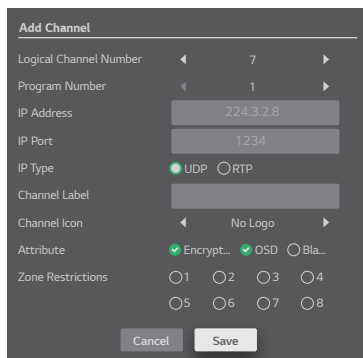 Add Channel
Logical Channel Number 7
Program Number 1
IP Address 224.3.2.8
IP Port 1234
IP Type UDP RTP
Channel Label
Channel Icon No Logo
Attribute Encrypt... OSD Bla...
Zone Restrictions 1 2 3 4
5 6 7 8
Cancel Save